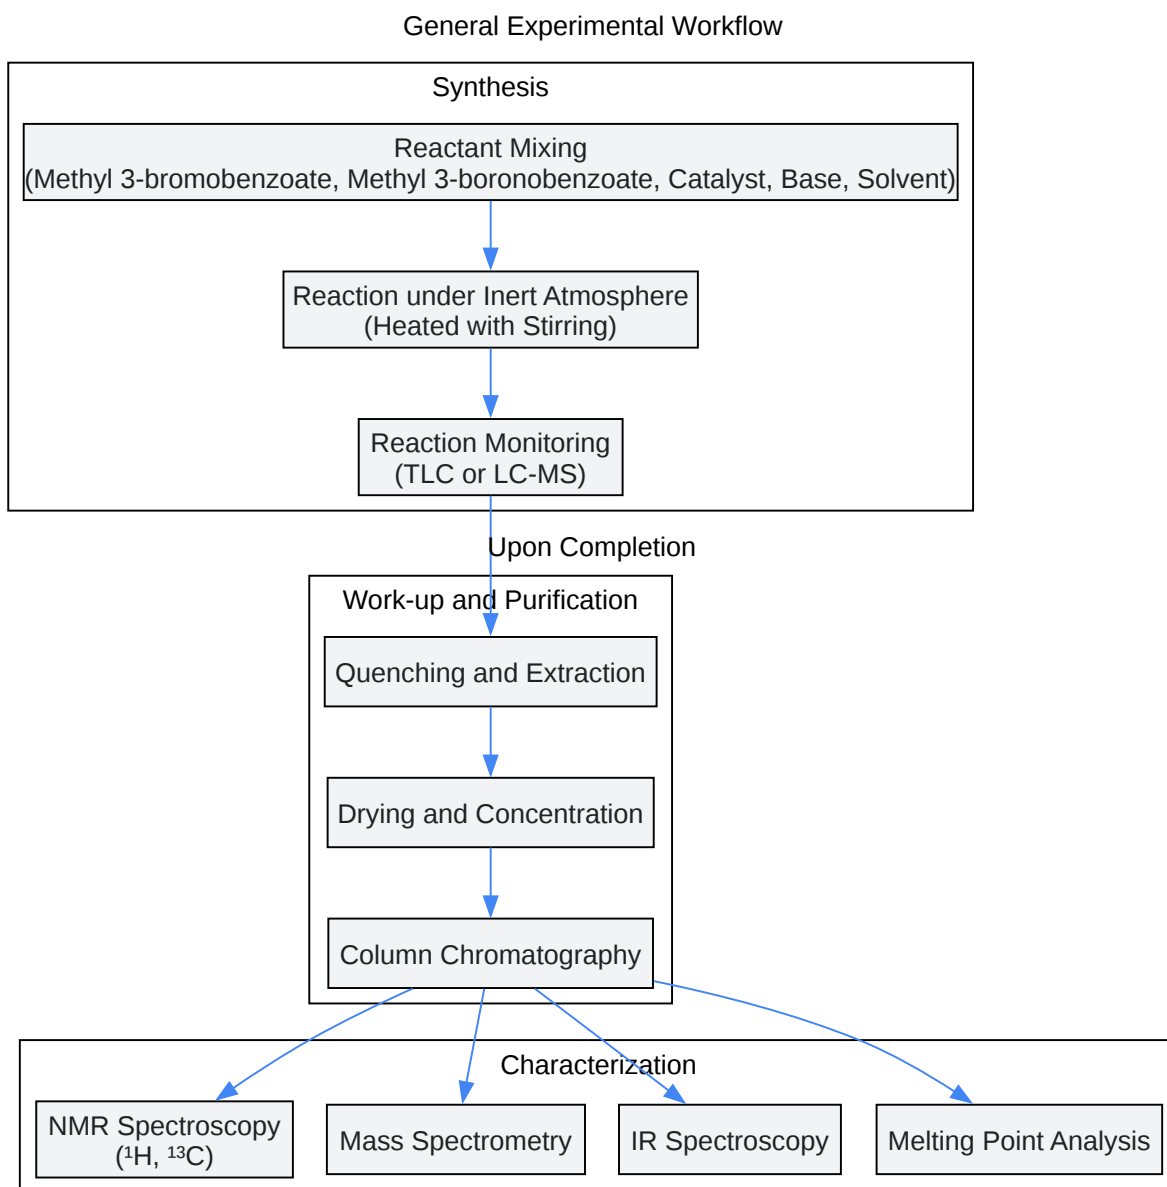 General Experimental Workflow
Synthesis
Reactant Mixing
(Methyl 3-bromobenzoate, Methyl 3-boronobenzoate, Catalyst, Base, Solvent)
Reaction under Inert Atmosphere
(Heated with Stirring)
Reaction Monitoring
(TLC or LC-MS)
Upon Completion
Work-up and Purification
Quenching and Extraction
Drying and Concentration
Column Chromatography
Characterization
NMR Spectroscopy
(¹H, ¹³C)
Mass Spectrometry
IR Spectroscopy
Melting Point Analysis